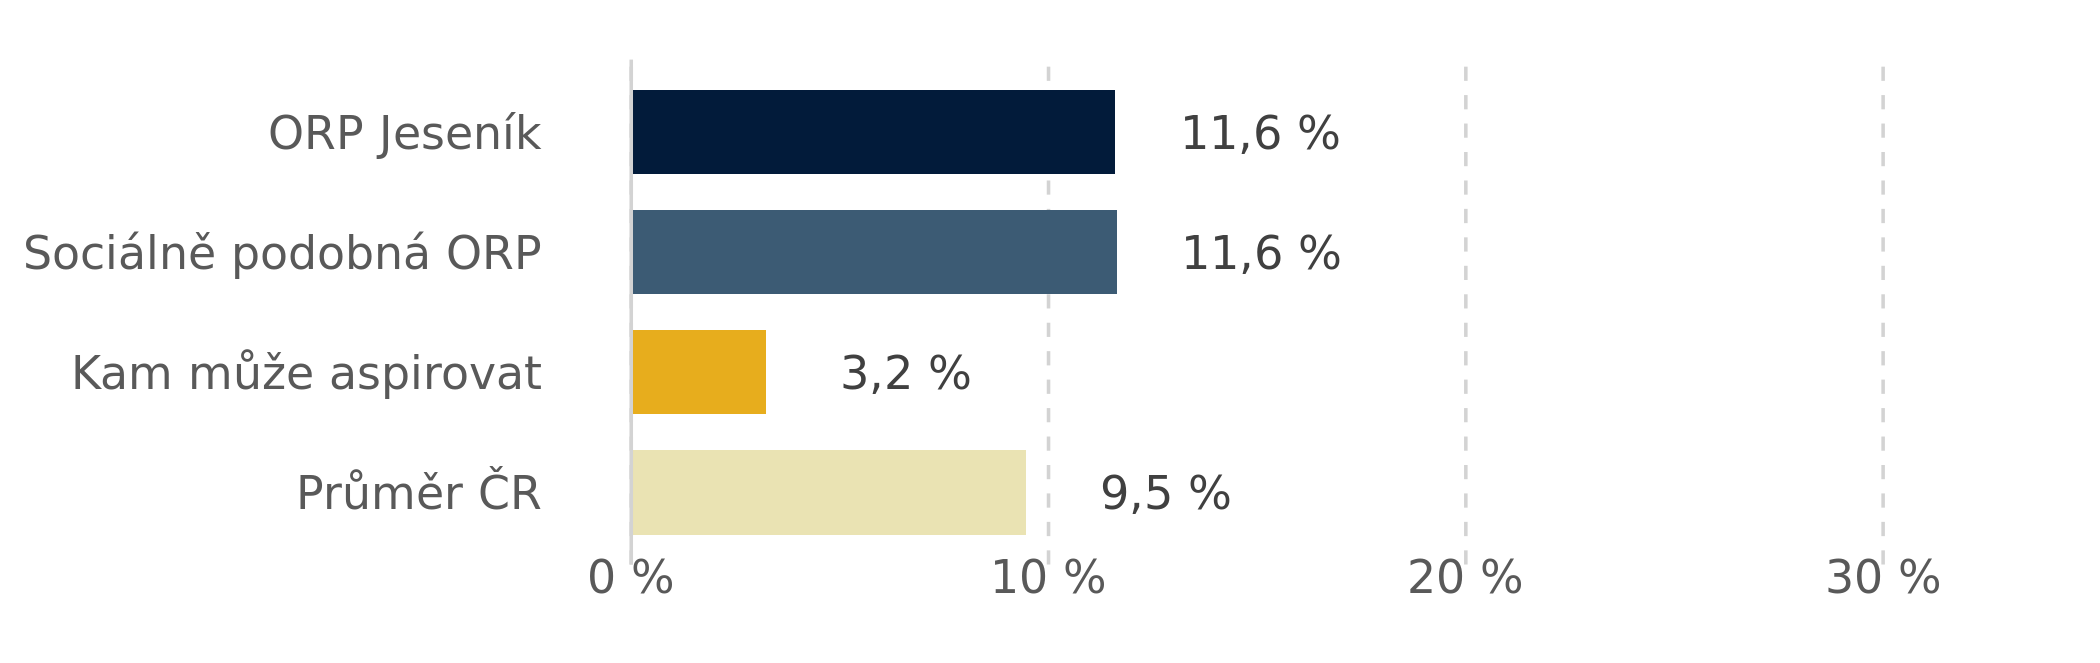 ORP Jeseník 11,6 %
Sociálně podobná ORP 11,6 %
Kam může aspirovat 3,2 %
Průměr ČR 9,5 %
0 % 10 % 20 % 30 %